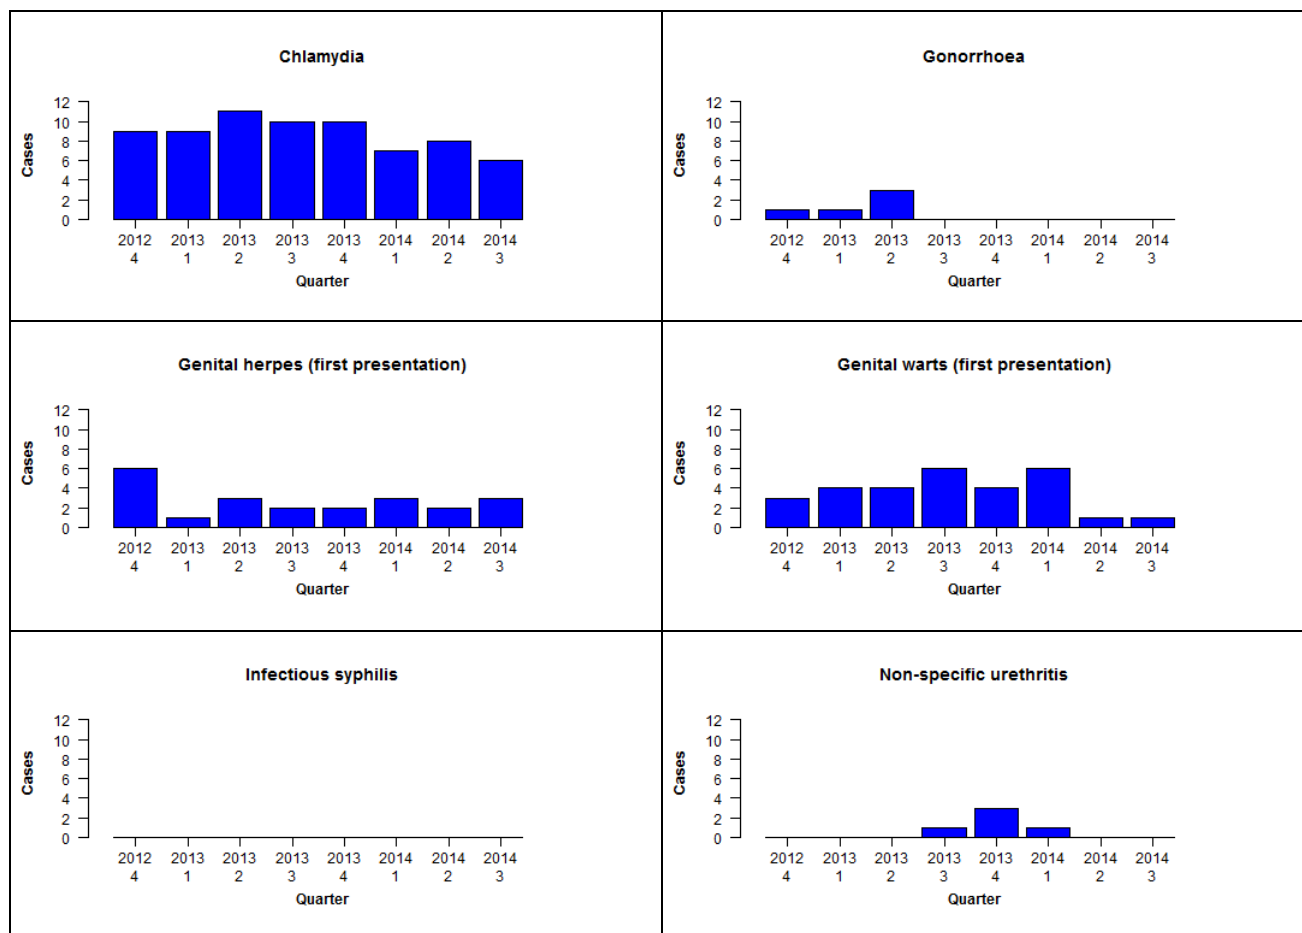 Chlamydia
12
10
8
6
4
2
0
Cases
2012 2013 2013 2013 2013 2014 2014 2014
4 1 2 3 4 1 2 3
Quarter
Gonorrhoea
12
10
8
6
4
2
0
Cases
2012 2013 2013 2013 2013 2014 2014 2014
4 1 2 3 4 1 2 3
Quarter
Genital herpes (first presentation)
12
10
8
6
4
2
0
Cases
2012 2013 2013 2013 2013 2014 2014 2014
4 1 2 3 4 1 2 3
Quarter
Genital warts (first presentation)
12
10
8
6
4
2
0
Cases
2012 2013 2013 2013 2013 2014 2014 2014
4 1 2 3 4 1 2 3
Quarter
Infectious syphilis
12
10
8
6
4
2
0
Cases
2012 2013 2013 2013 2013 2014 2014 2014
4 1 2 3 4 1 2 3
Quarter
Non-specific urethritis
12
10
8
6
4
2
0
Cases
2012 2013 2013 2013 2013 2014 2014 2014
4 1 2 3 4 1 2 3
Quarter